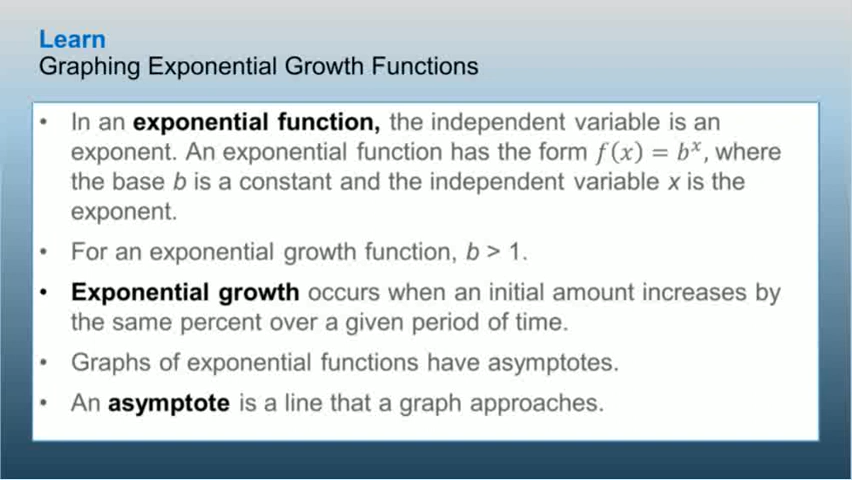 Learn
Graphing Exponential Growth Functions
• In an exponential function, the independent variable is an
exponent. An exponential function has the form f(x) = bˣ, where
the base b is a constant and the independent variable x is the
exponent.
• For an exponential growth function, b > 1.
• Exponential growth occurs when an initial amount increases by
the same percent over a given period of time.
• Graphs of exponential functions have asymptotes.
• An asymptote is a line that a graph approaches.